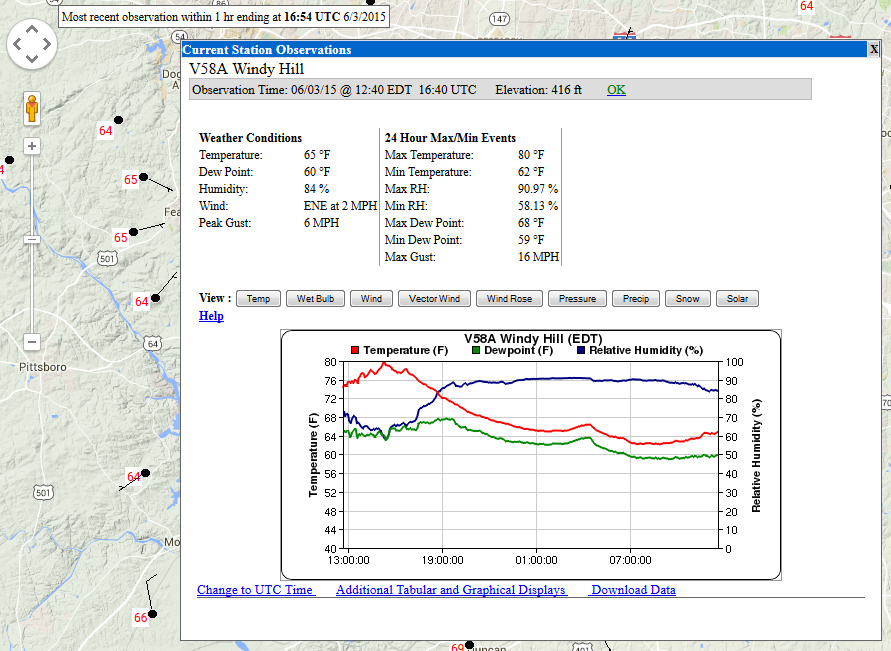 64
Most recent observation within 1 hr ending at 16:54 UTC 6/3/2015
147
54
Current Station Observations X
V58A Windy Hill
Observation Time: 06/03/15 @ 12:40 EDT 16:40 UTC Elevation: 416 ft OK
64
65
65
64
64
66
69
501
64
501
Pittsboro
Weather Conditions
Temperature: 65 °F
Dew Point: 60 °F
Humidity: 84 %
Wind: ENE at 2 MPH
Peak Gust: 6 MPH
24 Hour Max/Min Events
Max Temperature: 80 °F
Min Temperature: 62 °F
Max RH: 90.97 %
Min RH: 58.13 %
Max Dew Point: 68 °F
Min Dew Point: 59 °F
Max Gust: 16 MPH
View : Temp Wet Bulb Wind Vector Wind Wind Rose Pressure Precip Snow Solar
Help
V58A Windy Hill (EDT)
Temperature (F) Dewpoint (F) Relative Humidity (%)
Temperature (F)
80
76
72
68
64
60
56
52
48
44
40
100
90
80
70
60
50
40
30
20
10
0
Relative Humidity (%)
13:00:00 19:00:00 01:00:00 07:00:00
Change to UTC Time Additional Tabular and Graphical Displays Download Data